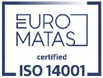 EURO
MATAS
certified
ISO 14001